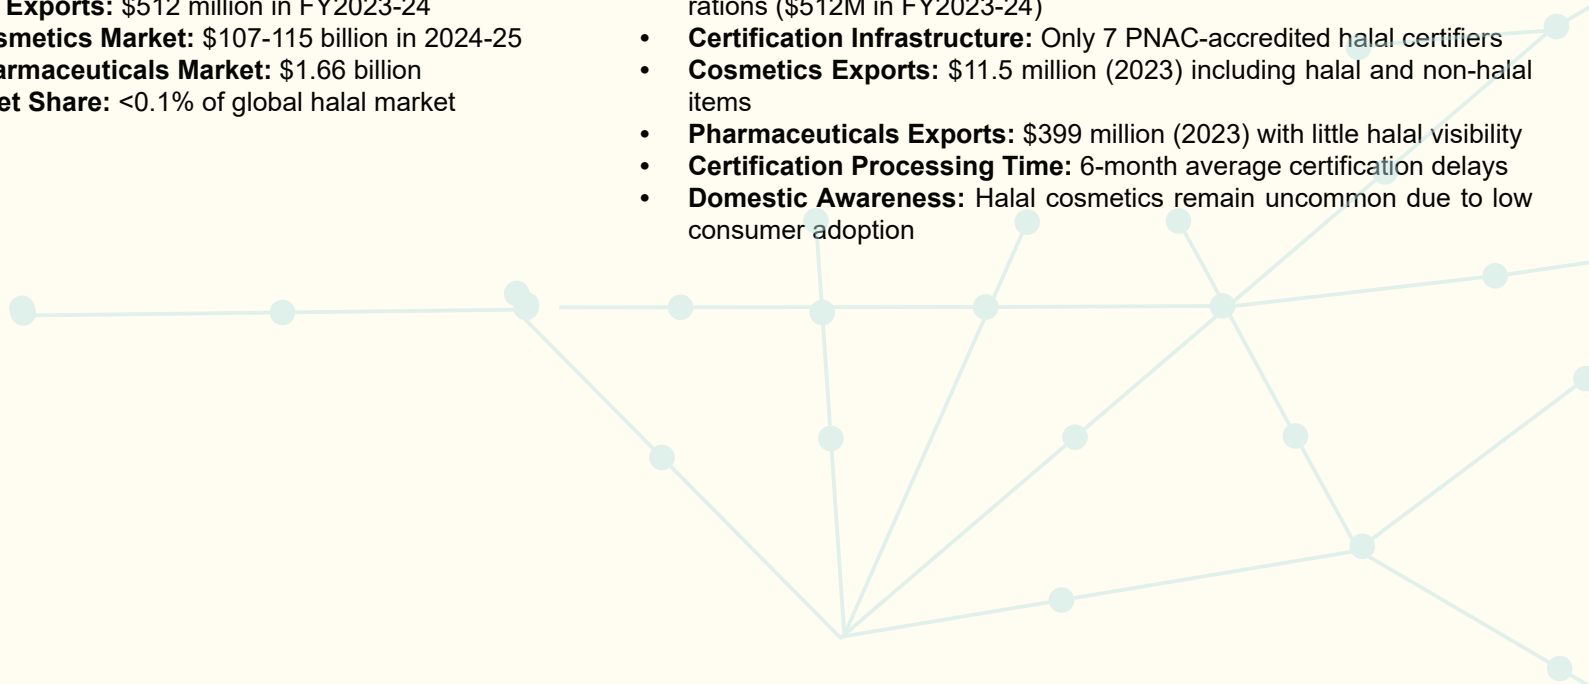 Exports: $512 million in FY2023-24
smetics Market: $107-115 billion in 2024-25
armaceuticals Market: $1.66 billion
et Share: <0.1% of global halal market
rations ($512M in FY2023-24)
• Certification Infrastructure: Only 7 PNAC-accredited halal certifiers
• Cosmetics Exports: $11.5 million (2023) including halal and non-halal
items
• Pharmaceuticals Exports: $399 million (2023) with little halal visibility
• Certification Processing Time: 6-month average certification delays
• Domestic Awareness: Halal cosmetics remain uncommon due to low
consumer adoption